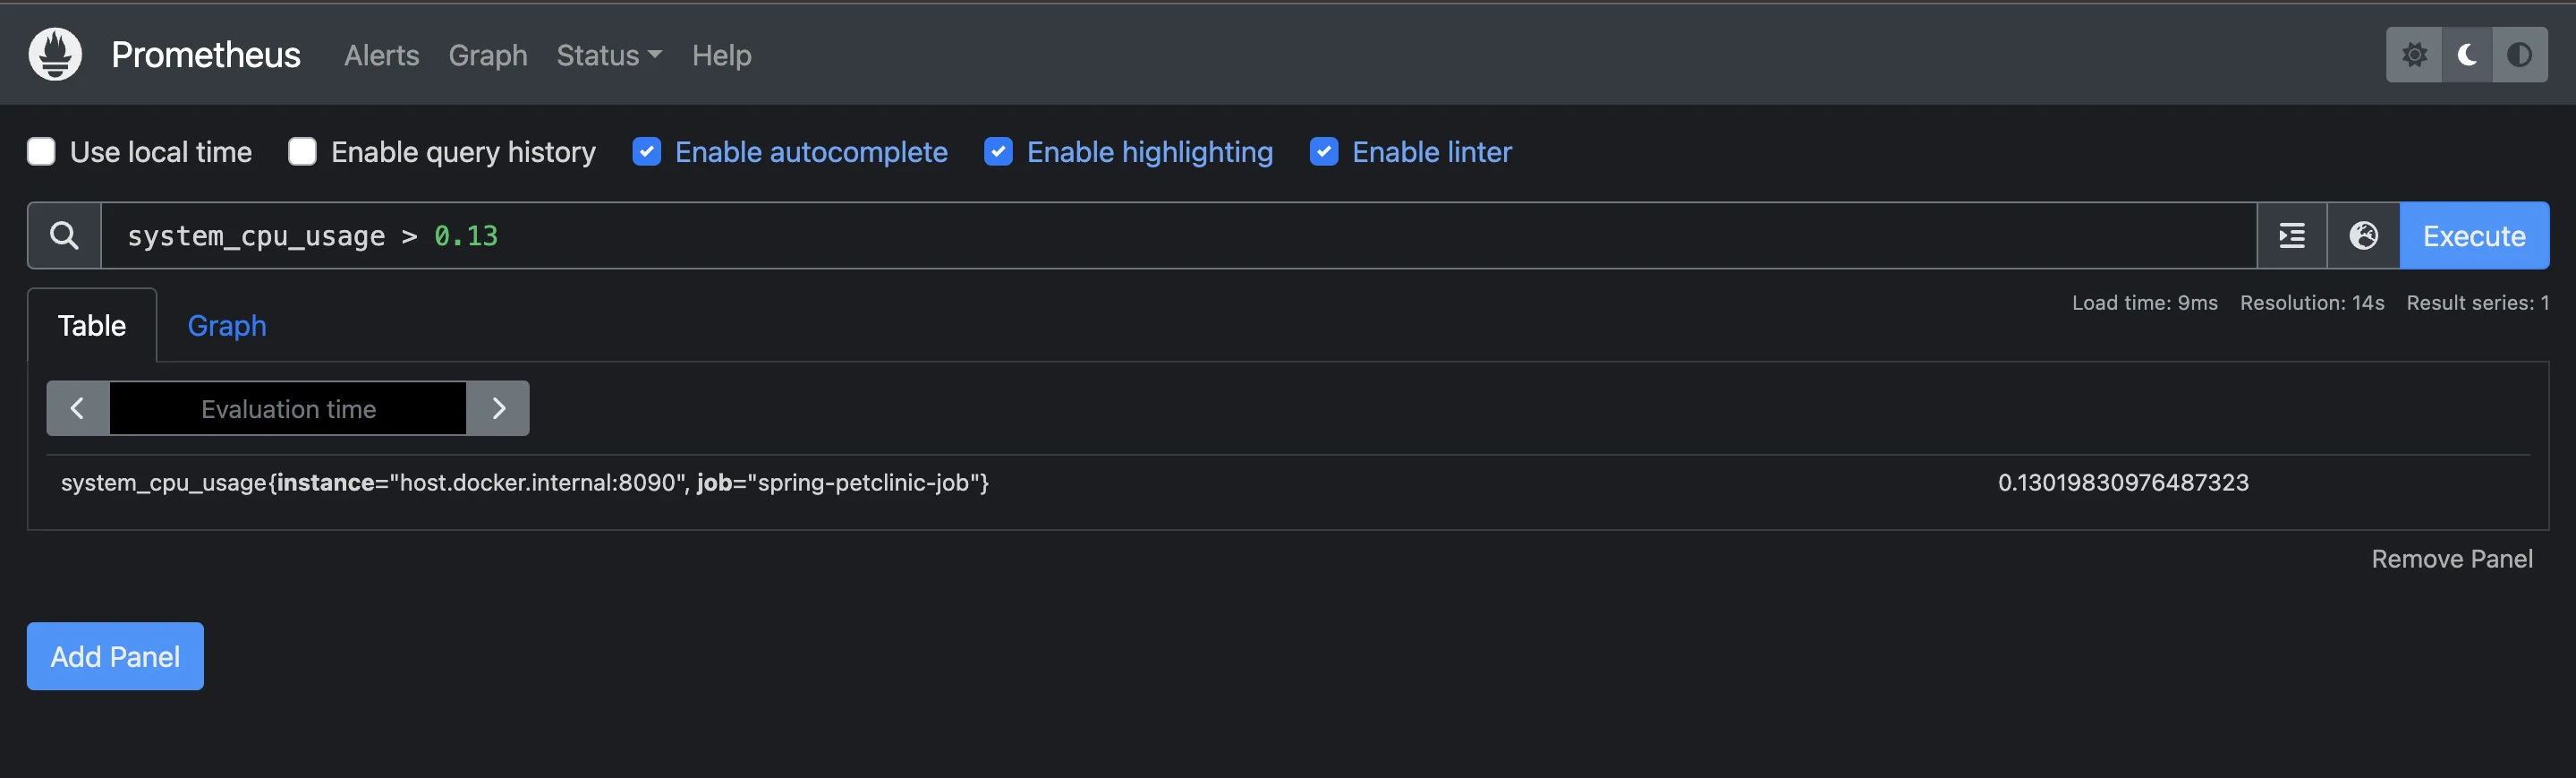 Prometheus Alerts Graph Status Help
Use local time Enable query history Enable autocomplete Enable highlighting Enable linter
system_cpu_usage > 0.13 Execute
Table Graph Load time: 9ms Resolution: 14s Result series: 1
Evaluation time
system_cpu_usage{instance="host.docker.internal:8090", job="spring-petclinic-job"} 0.13019830976487323
Remove Panel
Add Panel